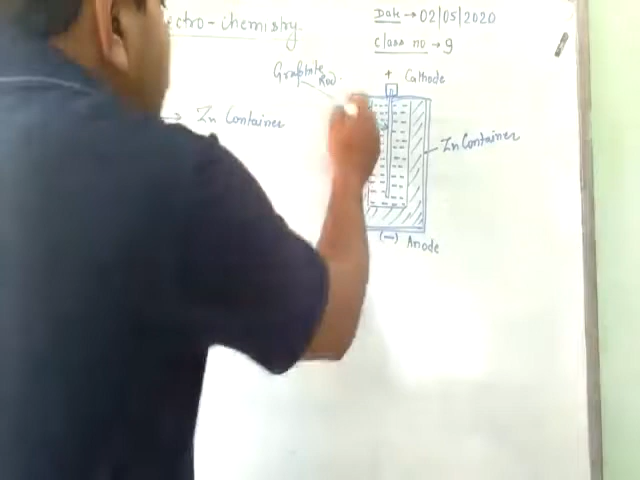 ectro - chemistry
Date → 02/05/2020
Class no → 9
Graphite Rod
+ Cathode
→ Zn Container
Zn Container
(-) Anode